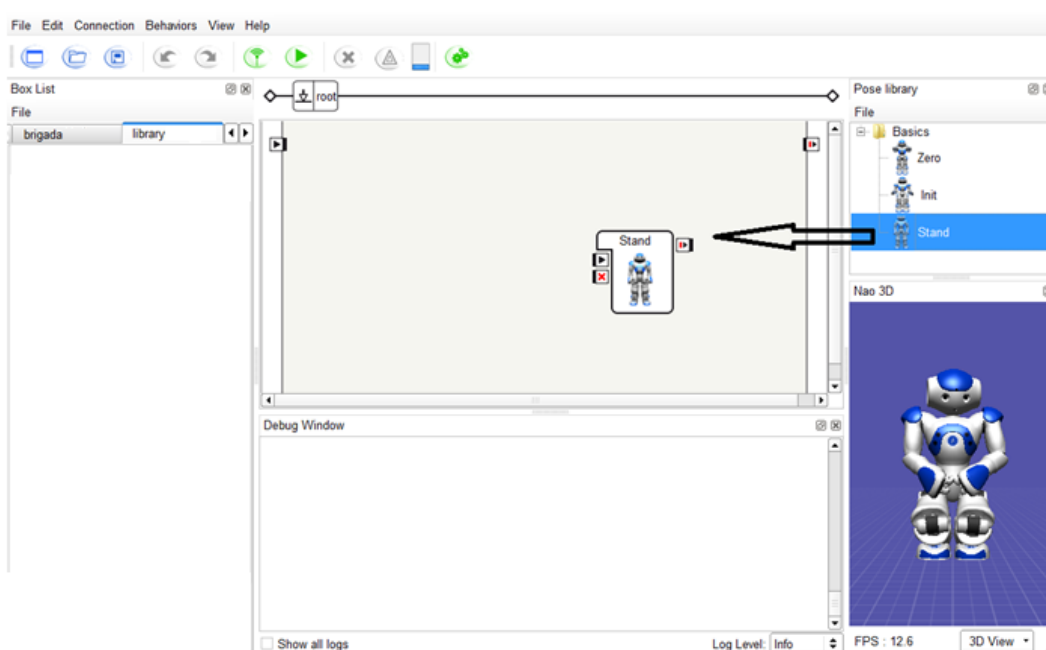 File Edit Connection Behaviors View Help
Box List
File
brigada library
root
Stand
Pose library
File
Basics
Zero
Init
Stand
Nao 3D
Debug Window
Show all logs
Log Level: Info
FPS : 12.6
3D View